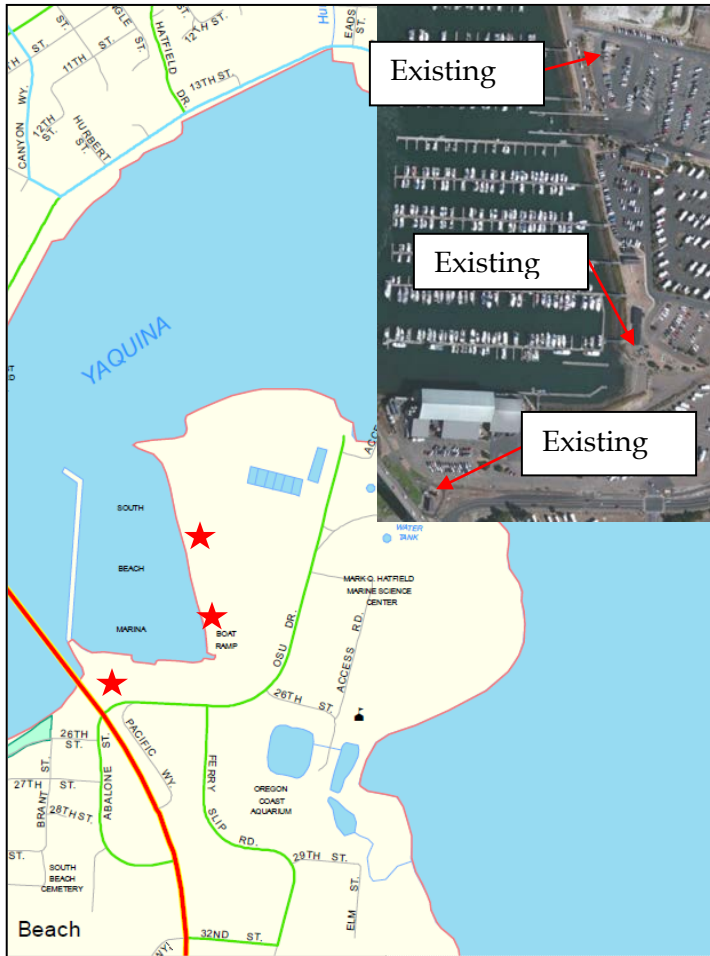 Hu
EADS
ST.
12TH
ST.
HATFIELD
DR.
11TH ST.
13TH ST.
CANYON WY.
12TH
ST.
HURBERT
ST.
Existing
Existing
Existing
YAQUINA
ACCE
WATER
TANK
SOUTH
BEACH
MARINA
BOAT
RAMP
MARK O. HATFIELD
MARINE SCIENCE
CENTER
OSU DR.
ACCESS RD.
26TH ST.
26TH
ST.
PACIFIC WY.
ABALONE ST.
BRANT ST.
27TH ST.
28TH ST.
FERRY SLIP RD.
OREGON
COAST
AQUARIUM
29TH ST.
ELM ST.
ST.
SOUTH
BEACH
CEMETERY
Beach
32ND ST.